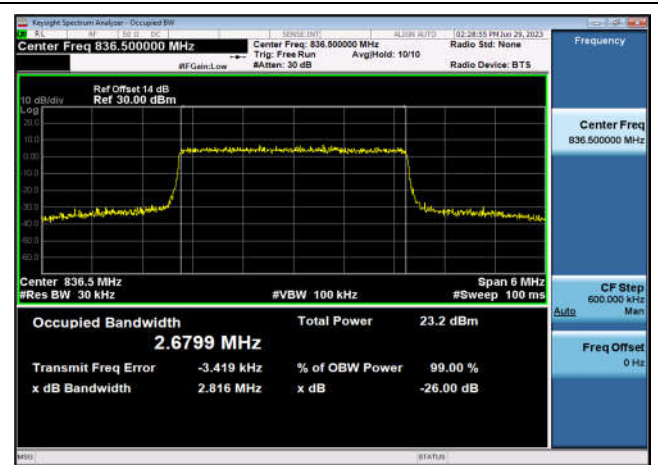 Keysight Spectrum Analyzer - Occupied BW
RL RF 50 Ω DC SENSE:INT ALIGN AUTO 02:28:55 PM Jun 29, 2023
Center Freq 836.500000 MHz
Center Freq: 836.500000 MHz Radio Std: None
Trig: Free Run Avg|Hold: 10/10
#IFGain:Low #Atten: 30 dB Radio Device: BTS
Frequency
Ref Offset 14 dB
10 dB/div Ref 30.00 dBm
Log
20.0
10.0
0.00
10.0
20.0
30.0
40.0
50.0
60.0
Center Freq
836.500000 MHz
Center 836.5 MHz Span 6 MHz
#Res BW 30 kHz #VBW 100 kHz #Sweep 100 ms
CF Step
600.000 kHz
Auto Man
Occupied Bandwidth Total Power 23.2 dBm
2.6799 MHz
Transmit Freq Error -3.419 kHz % of OBW Power 99.00 %
x dB Bandwidth 2.816 MHz x dB -26.00 dB
Freq Offset
0 Hz
MSG STATUS